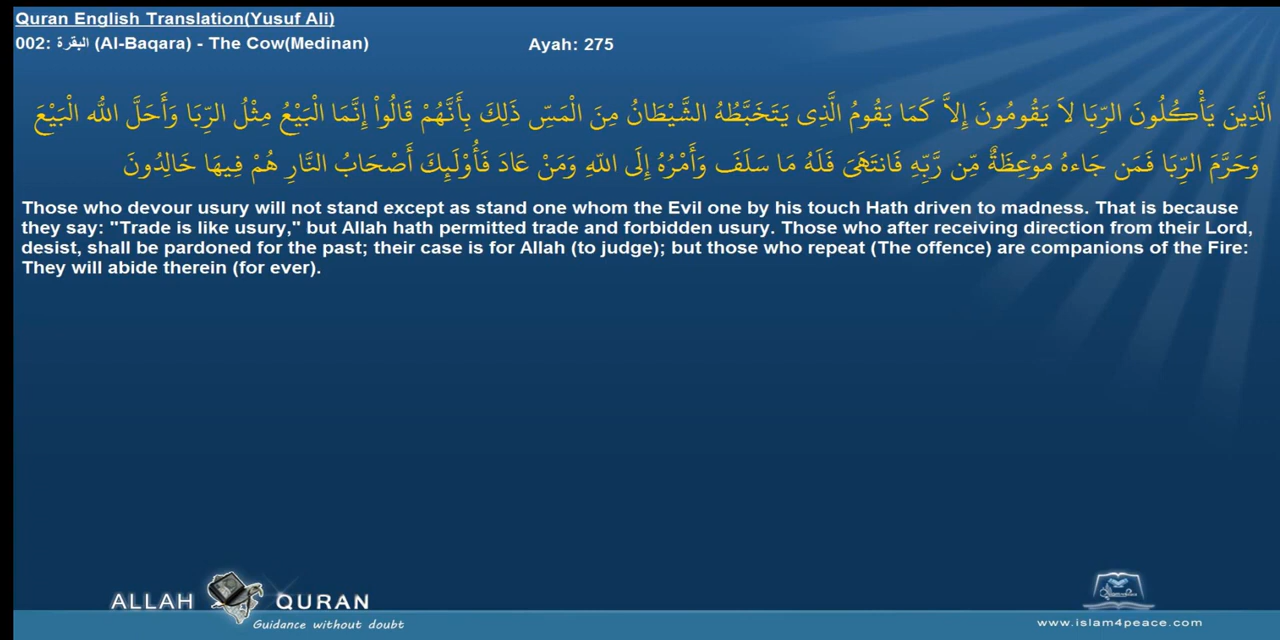 Quran English Translation(Yusuf Ali)
002: البقرة (Al-Baqara) - The Cow(Medinan)
Ayah: 275
الَّذِينَ يَأْكُلُونَ الرِّبَا لاَ يَقُومُونَ إِلاَّ كَمَا يَقُومُ الَّذِى يَتَخَبَّطُهُ الشَّيْطَانُ مِنَ الْمَسِّ ذَلِكَ بِأَنَّهُمْ قَالُواْ إِنَّمَا الْبَيْعُ مِثْلُ الرِّبَا وَأَحَلَّ اللّه الْبَيْعَ
وَحَرَّمَ الرِّبَا فَمَن جَاءهُ مَوْعِظَةٌ مِّن رَّبِّهِ فَانتَهَىَ فَلَهُ مَا سَلَفَ وَأَمْرُهُ إِلَى اللّهِ وَمَنْ عَادَ فَأُوْلَـئِكَ أَصْحَابُ النَّارِ هُمْ فِيهَا خَالِدُونَ
Those who devour usury will not stand except as stand one whom the Evil one by his touch Hath driven to madness. That is because
they say: "Trade is like usury," but Allah hath permitted trade and forbidden usury. Those who after receiving direction from their Lord,
desist, shall be pardoned for the past; their case is for Allah (to judge); but those who repeat (The offence) are companions of the Fire:
They will abide therein (for ever).
ALLAH QURAN
Guidance without doubt
www.islam4peace.com